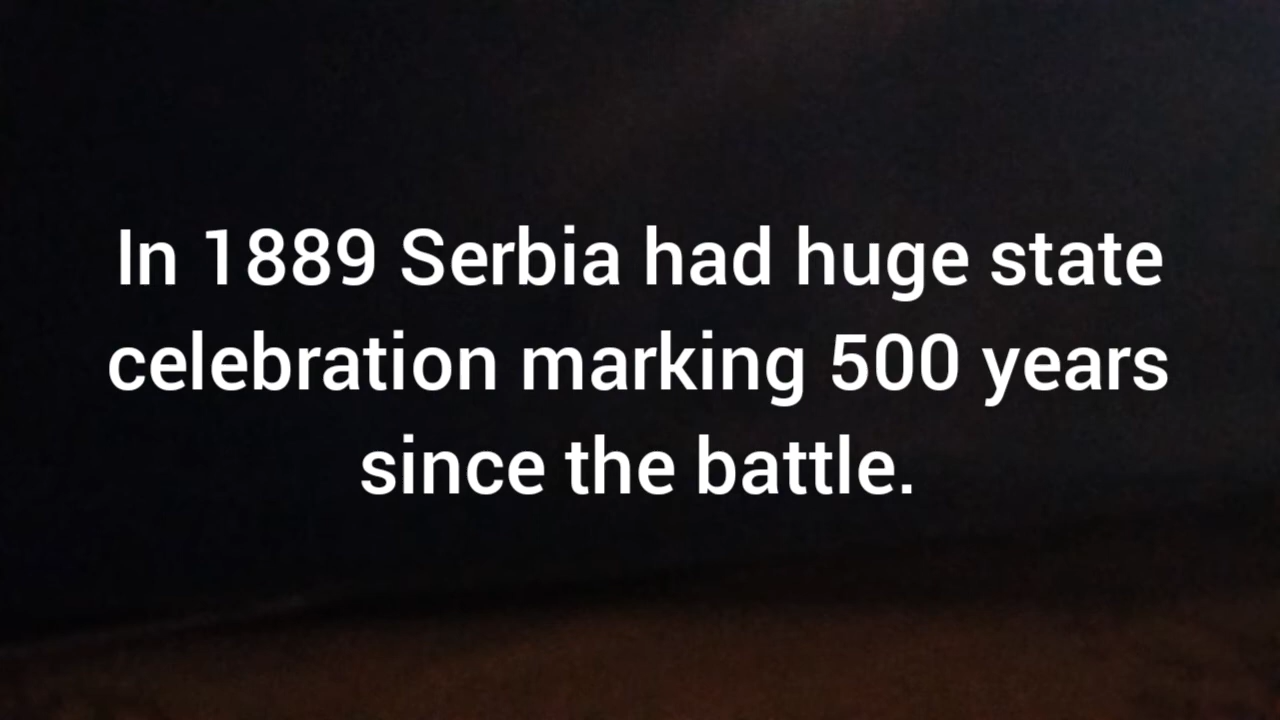 In 1889 Serbia had huge state
celebration marking 500 years
since the battle.